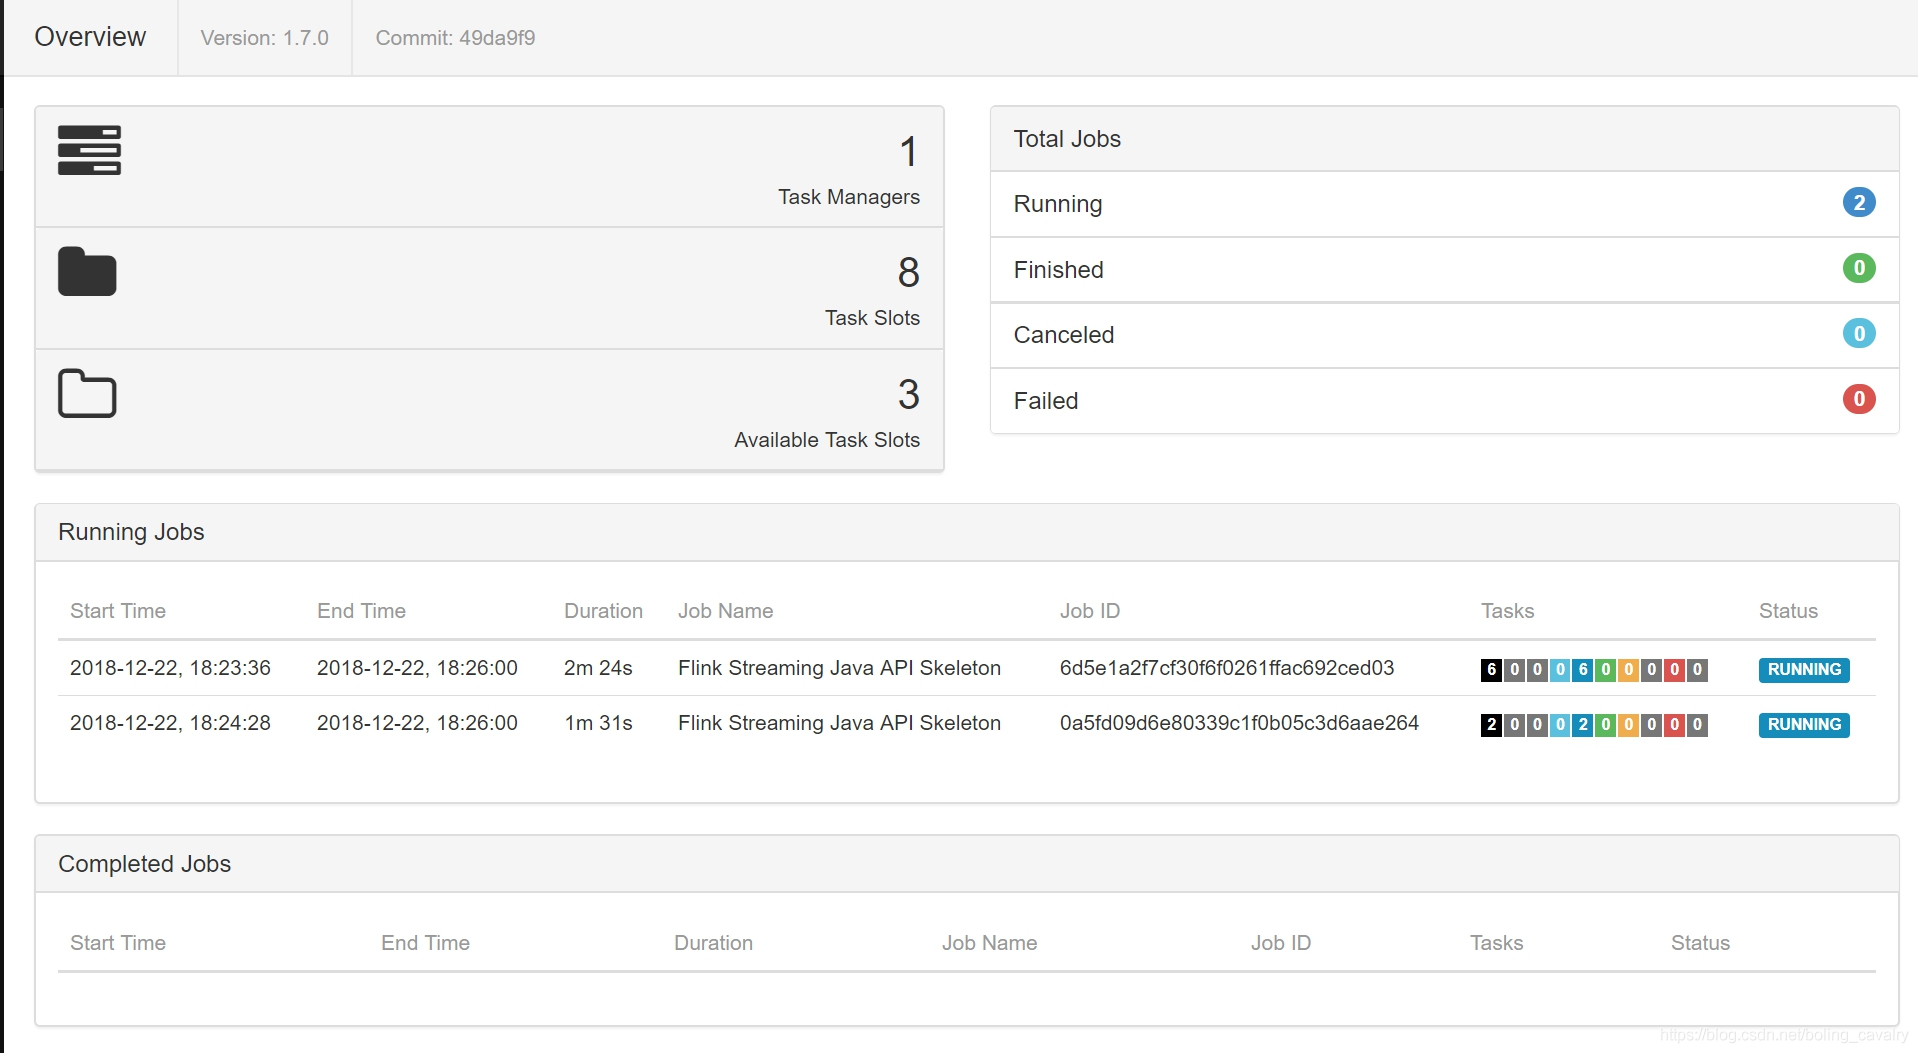 Overview
Version: 1.7.0
Commit: 49da9f9
1
Task Managers
8
Task Slots
3
Available Task Slots
Total Jobs
Running 2
Finished 0
Canceled 0
Failed 0
Running Jobs
Start Time End Time Duration Job Name Job ID Tasks Status
2018-12-22, 18:23:36 2018-12-22, 18:26:00 2m 24s Flink Streaming Java API Skeleton 6d5e1a2f7cf30f6f0261ffac692ced03 6 0 0 0 6 0 0 0 0 0 RUNNING
2018-12-22, 18:24:28 2018-12-22, 18:26:00 1m 31s Flink Streaming Java API Skeleton 0a5fd09d6e80339c1f0b05c3d6aae264 2 0 0 0 2 0 0 0 0 0 RUNNING
Completed Jobs
Start Time End Time Duration Job Name Job ID Tasks Status
https://blog.csdn.net/boling_cavalry